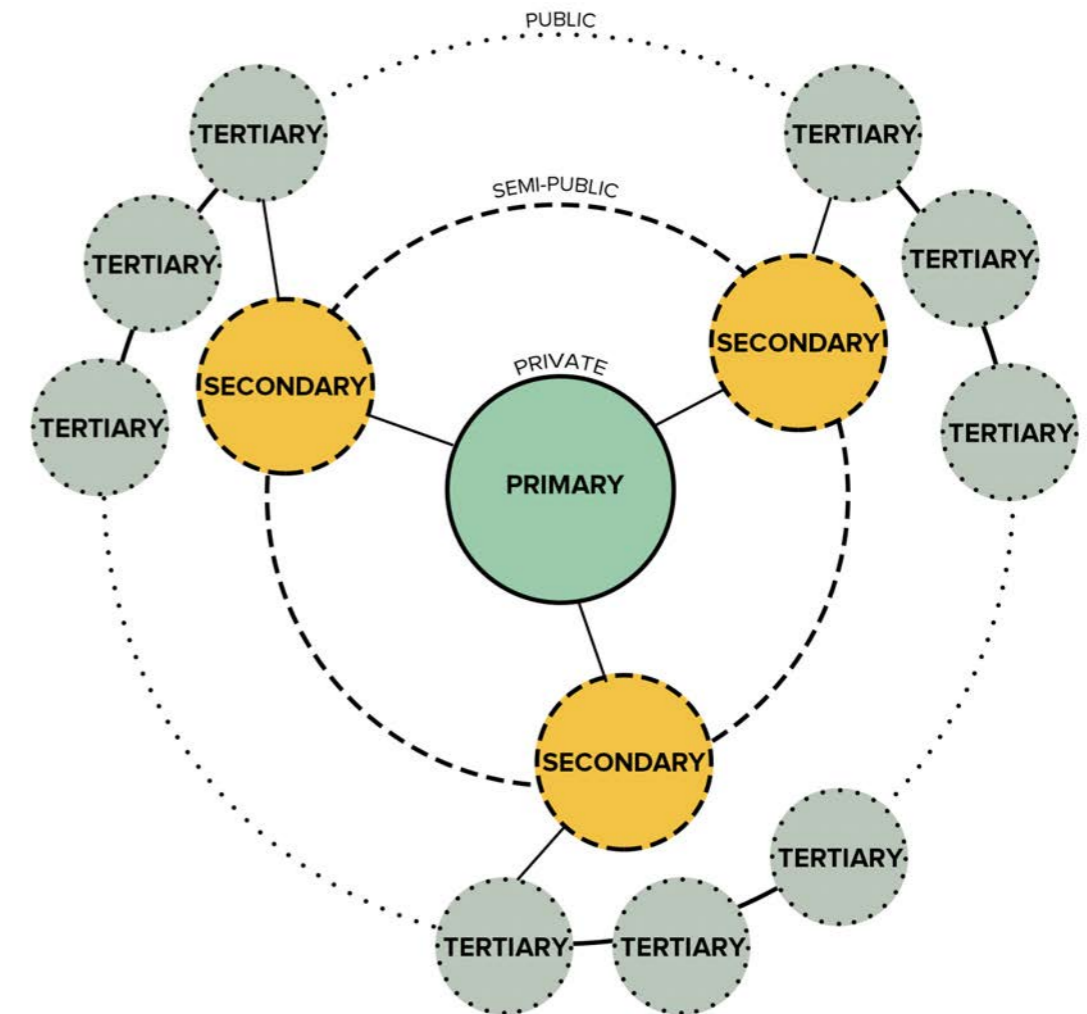 PUBLIC
TERTIARY
TERTIARY
SEMI-PUBLIC
TERTIARY
TERTIARY
SECONDARY
PRIVATE
SECONDARY
TERTIARY
TERTIARY
PRIMARY
SECONDARY
TERTIARY
TERTIARY
TERTIARY